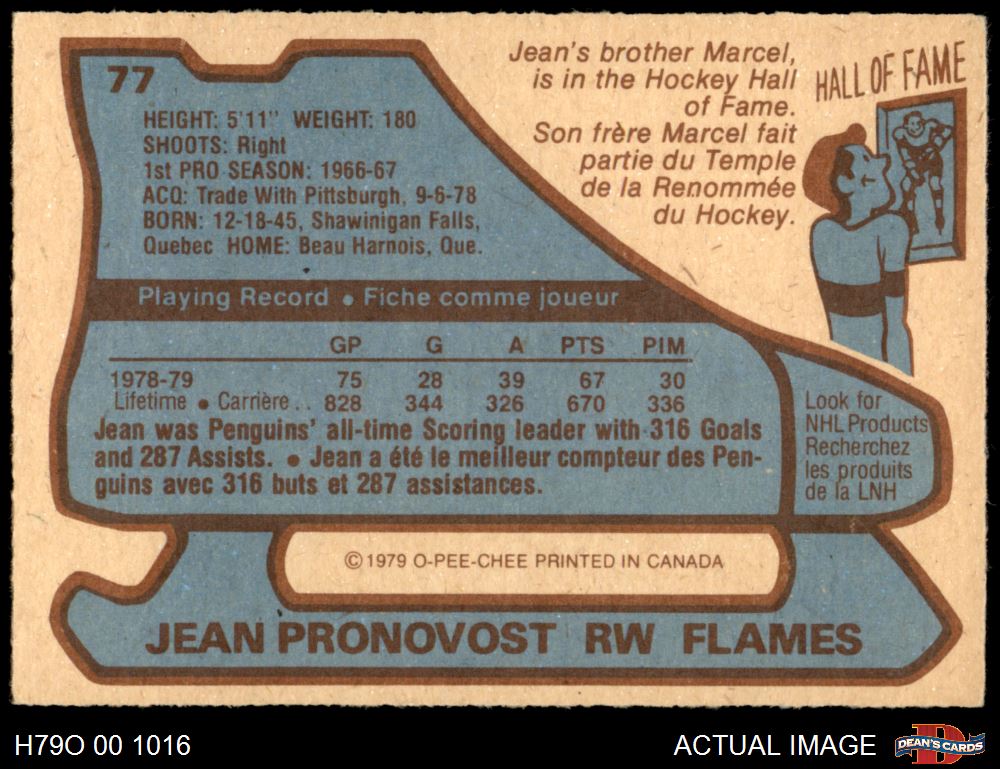 77
HEIGHT: 5'11" WEIGHT: 180
SHOOTS: Right
1st PRO SEASON: 1966-67
ACQ: Trade With Pittsburgh, 9-6-78
BORN: 12-18-45, Shawinigan Falls,
Quebec HOME: Beau Harnois, Que.
Jean's brother Marcel,
is in the Hockey Hall
of Fame.
Son frère Marcel fait
partie du Temple
de la Renommée
du Hockey.
HALL OF FAME
Playing Record • Fiche comme joueur
GP G A PTS PIM
1978-79 75 28 39 67 30
Lifetime • Carrière .. 828 344 326 670 336
Jean was Penguins' all-time Scoring leader with 316 Goals
and 287 Assists. • Jean a été le meilleur compteur des Pen-
guins avec 316 buts et 287 assistances.
Look for
NHL Products
Recherchez
les produits
de la LNH
© 1979 O-PEE-CHEE PRINTED IN CANADA
JEAN PRONOVOST RW FLAMES
H79O 00 1016
ACTUAL IMAGE
DEAN'S CARDS